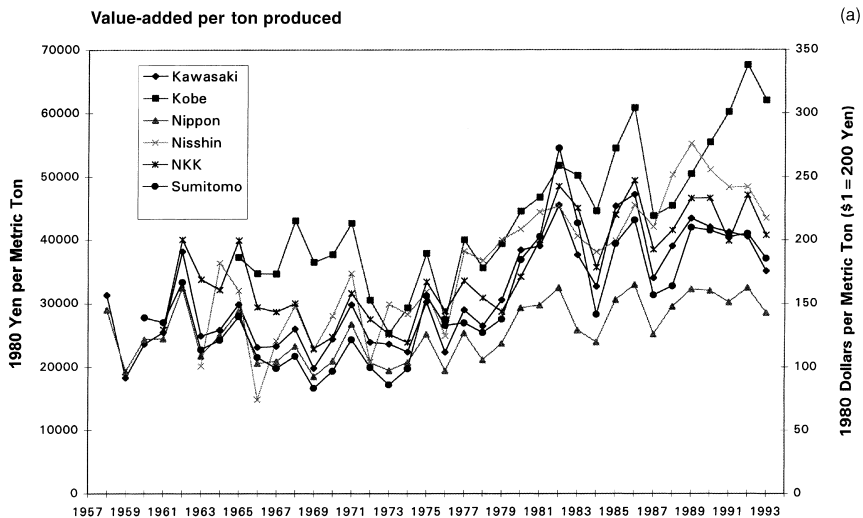 Value-added per ton produced
(a)
70000
60000
50000
40000
30000
20000
10000
0
1980 Yen per Metric Ton
Kawasaki
Kobe
Nippon
Nisshin
NKK
Sumitomo
350
300
250
200
150
100
50
0
1980 Dollars per Metric Ton ($1 = 200 Yen)
1957 1959 1961 1963 1965 1967 1969 1971 1973 1975 1977 1979 1981 1983 1985 1987 1989 1991 1993